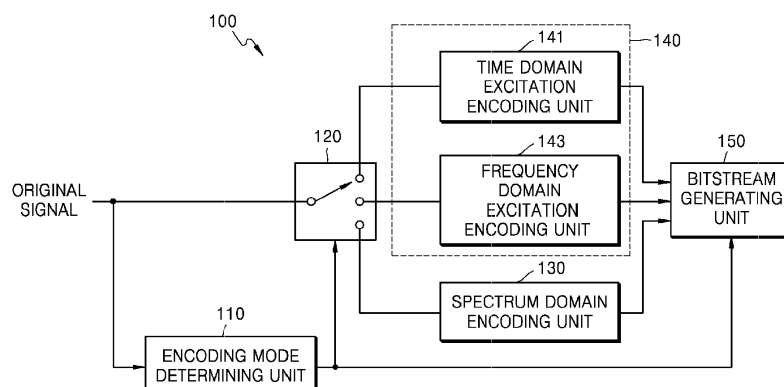 100
141
140
TIME DOMAIN
EXCITATION
ENCODING UNIT
120
143
150
ORIGINAL
SIGNAL
FREQUENCY
DOMAIN
EXCITATION
ENCODING UNIT
BITSTREAM
GENERATING
UNIT
130
SPECTRUM DOMAIN
ENCODING UNIT
110
ENCODING MODE
DETERMINING UNIT